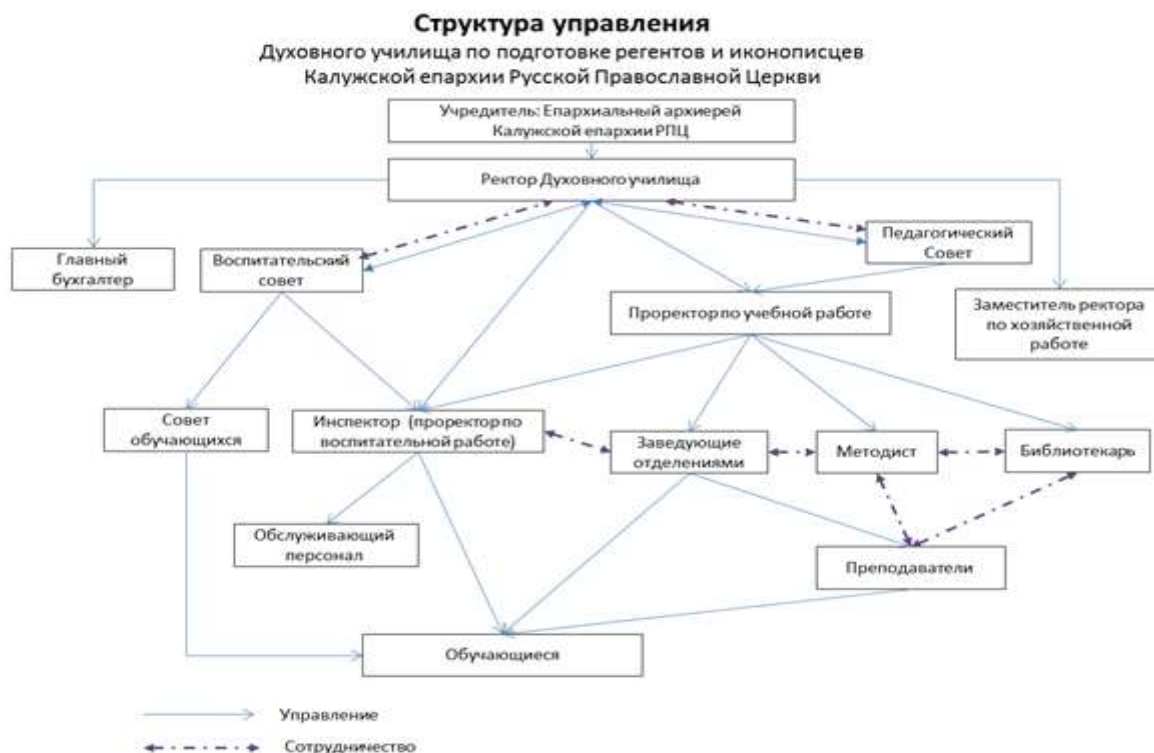 Структура управления
Духовного училища по подготовке регентов и иконописцев
Калужской епархии Русской Православной Церкви
Учредитель: Епархиальный архиерей
Калужской епархии РПЦ
Ректор Духовного училища
Главный
бухгалтер
Воспитательский
совет
Педагогический
Совет
Проректор по учебной работе
Заместитель ректора
по хозяйственной
работе
Совет
обучающихся
Инспектор (проректор по
воспитательной работе)
Заведующие
отделениями
Методист
Библиотекарь
Обслуживающий
персонал
Преподаватели
Обучающиеся
Управление
Сотрудничество